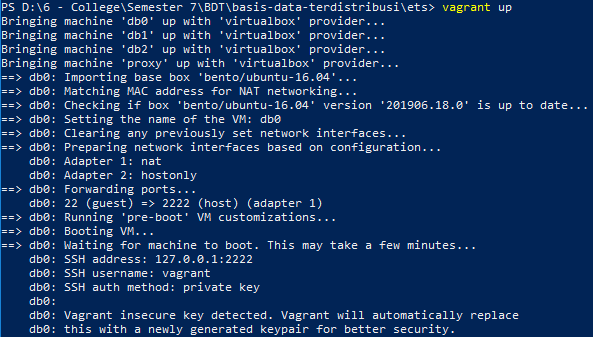 PS D:\6 - College\Semester 7\BDT\basis-data-terdistribusi\ets> vagrant up
Bringing machine 'db0' up with 'virtualbox' provider...
Bringing machine 'db1' up with 'virtualbox' provider...
Bringing machine 'db2' up with 'virtualbox' provider...
Bringing machine 'proxy' up with 'virtualbox' provider...
==> db0: Importing base box 'bento/ubuntu-16.04'...
==> db0: Matching MAC address for NAT networking...
==> db0: Checking if box 'bento/ubuntu-16.04' version '201906.18.0' is up to date...
==> db0: Setting the name of the VM: db0
==> db0: Clearing any previously set network interfaces...
==> db0: Preparing network interfaces based on configuration...
    db0: Adapter 1: nat
    db0: Adapter 2: hostonly
==> db0: Forwarding ports...
    db0: 22 (guest) => 2222 (host) (adapter 1)
==> db0: Running 'pre-boot' VM customizations...
==> db0: Booting VM...
==> db0: Waiting for machine to boot. This may take a few minutes...
    db0: SSH address: 127.0.0.1:2222
    db0: SSH username: vagrant
    db0: SSH auth method: private key
    db0:
    db0: Vagrant insecure key detected. Vagrant will automatically replace
    db0: this with a newly generated keypair for better security.